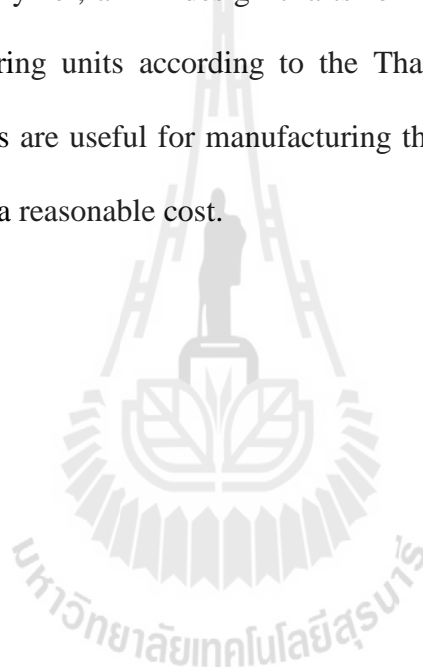 ring units according to the Tha
s are useful for manufacturing th
a reasonable cost.
มหาวิทยาลัยเทคโนโลยีสุรนารี